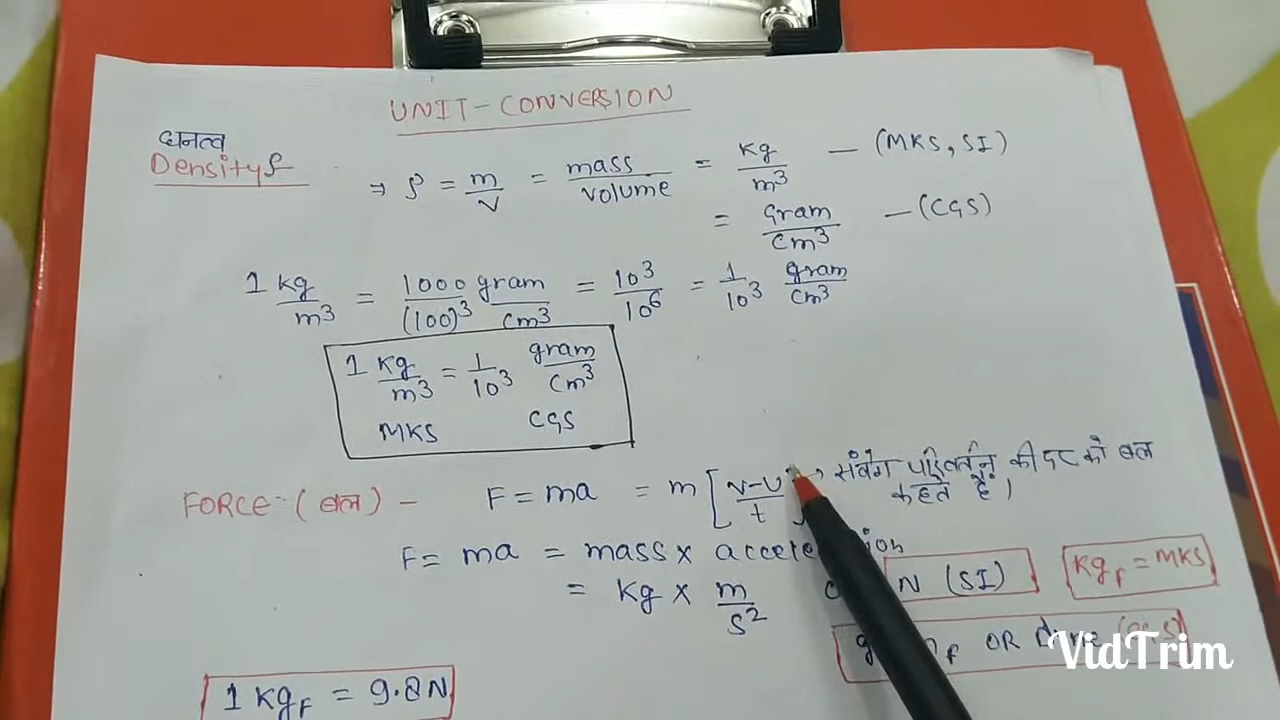 UNIT-CONVERSION
घनत्व
Density ρ
⇒ ρ = m/V = mass/volume = kg/m³ — (MKS, SI)
= Gram/cm³ — (CGS)
1 kg/m³ = 1000 gram/(100)³ cm³ = 10³/10⁶ = 1/10³ gram/cm³
1 kg/m³ = 1/10³ gram/cm³
MKS CGS
FORCE - (बल) - F = ma = m [v-u/t] → संवेग परिवर्तन की दर को बल
कहते हैं।
F = ma = mass x
= kg x m/s² N (SI) kgf = MKS
OR
1 kgf = 9.8 N
VidTrim